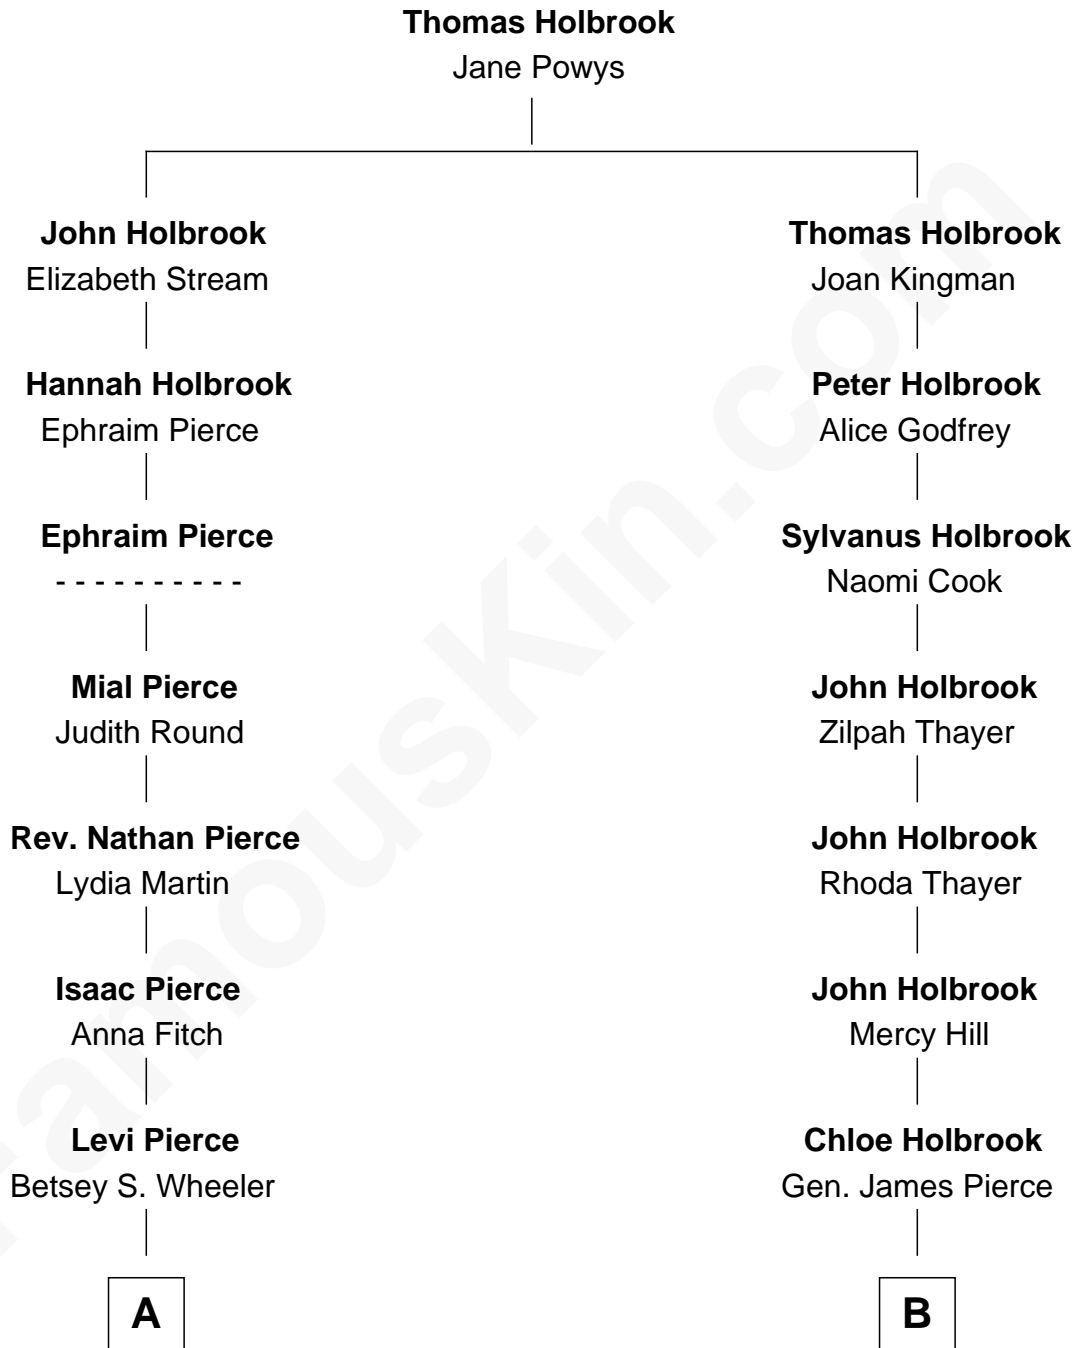 Thomas Holbrook
Jane Powys
John Holbrook
Elizabeth Stream
Hannah Holbrook
Ephraim Pierce
Ephraim Pierce
- - - - - - - - - -
Mial Pierce
Judith Round
Rev. Nathan Pierce
Lydia Martin
Isaac Pierce
Anna Fitch
Levi Pierce
Betsey S. Wheeler
A
Thomas Holbrook
Joan Kingman
Peter Holbrook
Alice Godfrey
Sylvanus Holbrook
Naomi Cook
John Holbrook
Zilpah Thayer
John Holbrook
Rhoda Thayer
John Holbrook
Mercy Hill
Chloe Holbrook
Gen. James Pierce
B
FamousKin.com